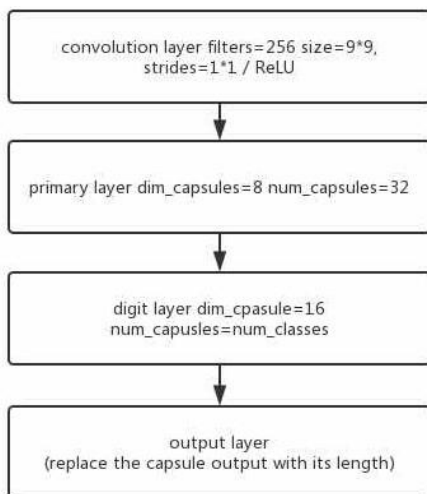 convolution layer filters=256 size=9*9,
strides=1*1 / ReLU
primary layer dim_capsules=8 num_capsules=32
digit layer dim_cpasule=16
num_capusles=num_classes
output layer
(replace the capsule output with its length)